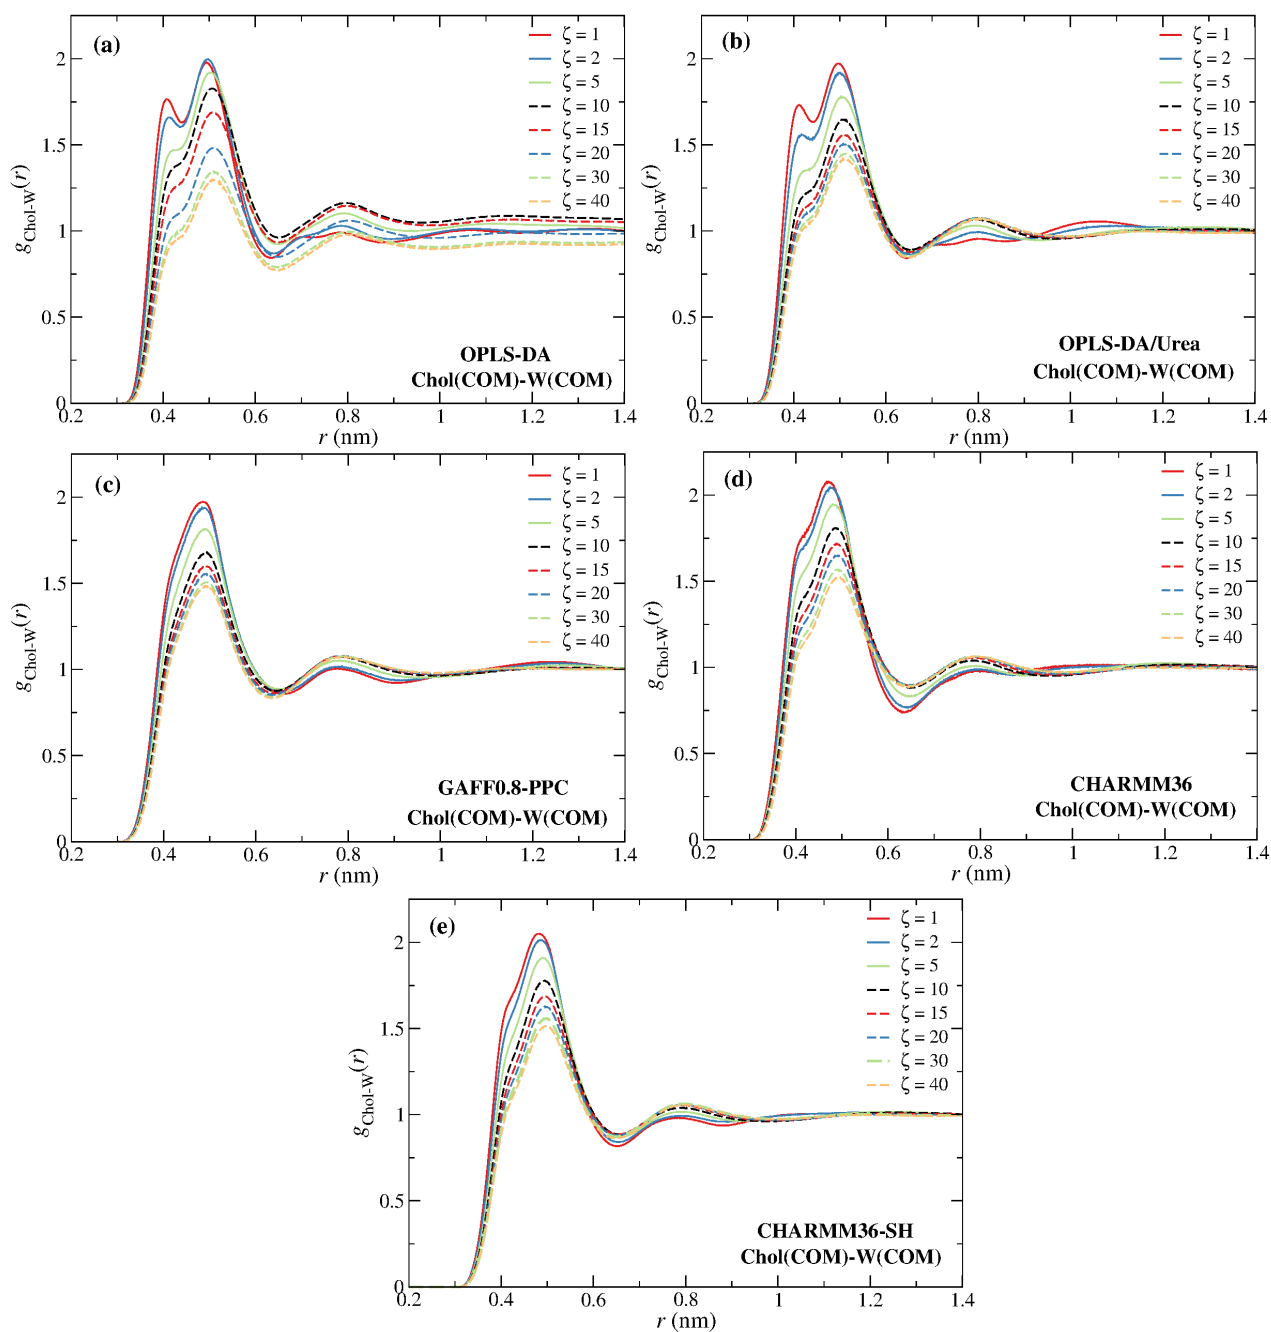 (a)
ζ = 1
ζ = 2
ζ = 5
ζ = 10
ζ = 15
ζ = 20
ζ = 30
ζ = 40
2
1.5
1
0.5
0
g_Chol-W(r)
OPLS-DA
Chol(COM)-W(COM)
0.2 0.4 0.6 0.8 1 1.2 1.4
r (nm)
(b)
ζ = 1
ζ = 2
ζ = 5
ζ = 10
ζ = 15
ζ = 20
ζ = 30
ζ = 40
2
1.5
1
0.5
0
g_Chol-W(r)
OPLS-DA/Urea
Chol(COM)-W(COM)
0.2 0.4 0.6 0.8 1 1.2 1.4
r (nm)
(c)
ζ = 1
ζ = 2
ζ = 5
ζ = 10
ζ = 15
ζ = 20
ζ = 30
ζ = 40
2
1.5
1
0.5
0
g_Chol-W(r)
GAFF0.8-PPC
Chol(COM)-W(COM)
0.2 0.4 0.6 0.8 1 1.2 1.4
r (nm)
(d)
ζ = 1
ζ = 2
ζ = 5
ζ = 10
ζ = 15
ζ = 20
ζ = 30
ζ = 40
2
1.5
1
0.5
0
g_Chol-W(r)
CHARMM36
Chol(COM)-W(COM)
0.2 0.4 0.6 0.8 1 1.2 1.4
r (nm)
(e)
ζ = 1
ζ = 2
ζ = 5
ζ = 10
ζ = 15
ζ = 20
ζ = 30
ζ = 40
2
1.5
1
0.5
0
g_Chol-W(r)
CHARMM36-SH
Chol(COM)-W(COM)
0.2 0.4 0.6 0.8 1 1.2 1.4
r (nm)